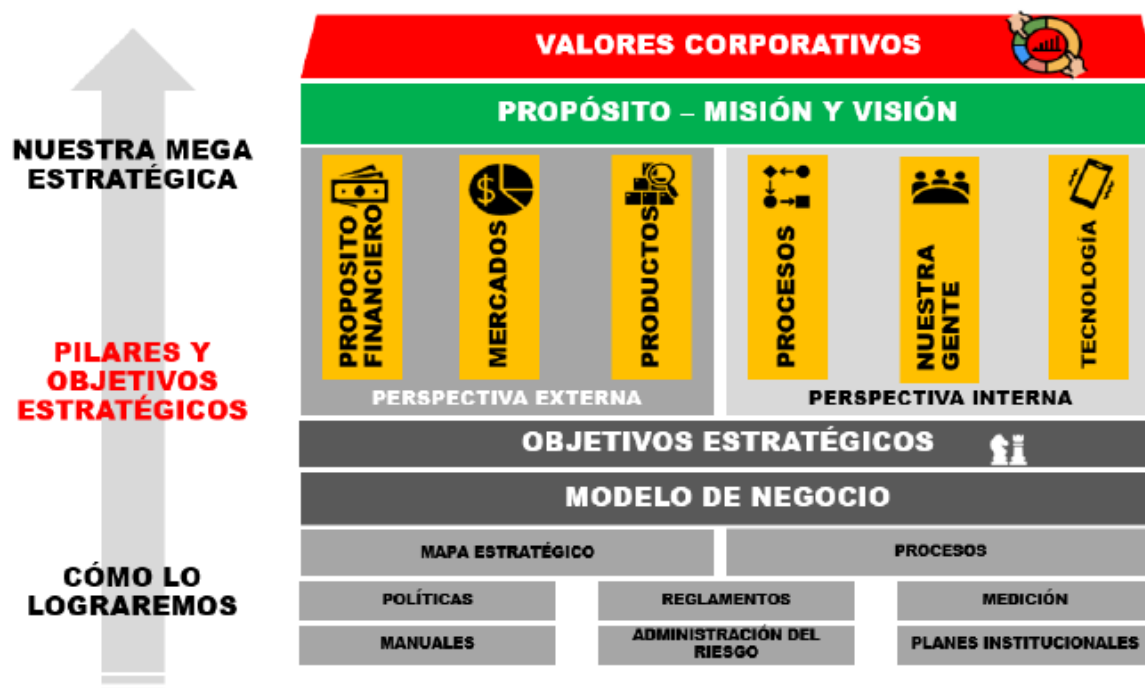 VALORES CORPORATIVOS
PROPÓSITO – MISIÓN Y VISIÓN
NUESTRA MEGA
ESTRATÉGICA
PROPOSITO
FINANCIERO
MERCADOS
PRODUCTOS
PROCESOS
NUESTRA
GENTE
TECNOLOGÍA
PILARES Y
OBJETIVOS
ESTRATÉGICOS
PERSPECTIVA EXTERNA
PERSPECTIVA INTERNA
OBJETIVOS ESTRATÉGICOS
MODELO DE NEGOCIO
CÓMO LO
LOGRAREMOS
MAPA ESTRATÉGICO
PROCESOS
POLÍTICAS
REGLAMENTOS
MEDICIÓN
MANUALES
ADMINISTRACIÓN DEL
RIESGO
PLANES INSTITUCIONALES